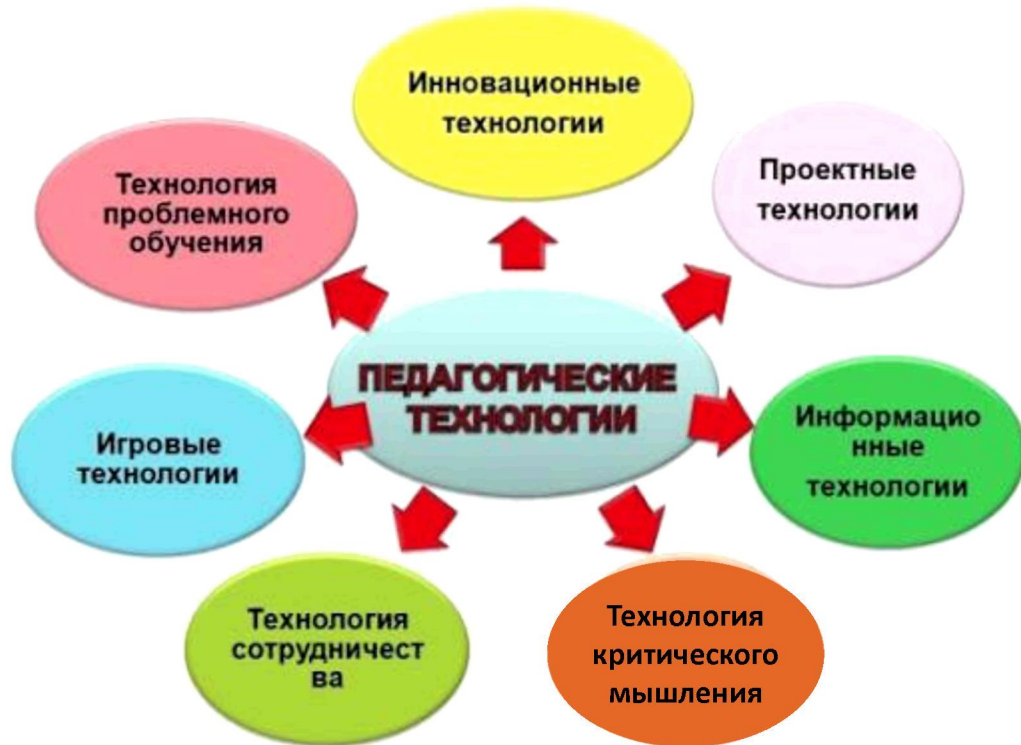 Инновационные
технологии
Проектные
технологии
Технология
проблемного
обучения
ПЕДАГОГИЧЕСКИЕ
ТЕХНОЛОГИИ
Информацио
нные
технологии
Игровые
технологии
Технология
сотрудничест
ва
Технология
критического
мышления